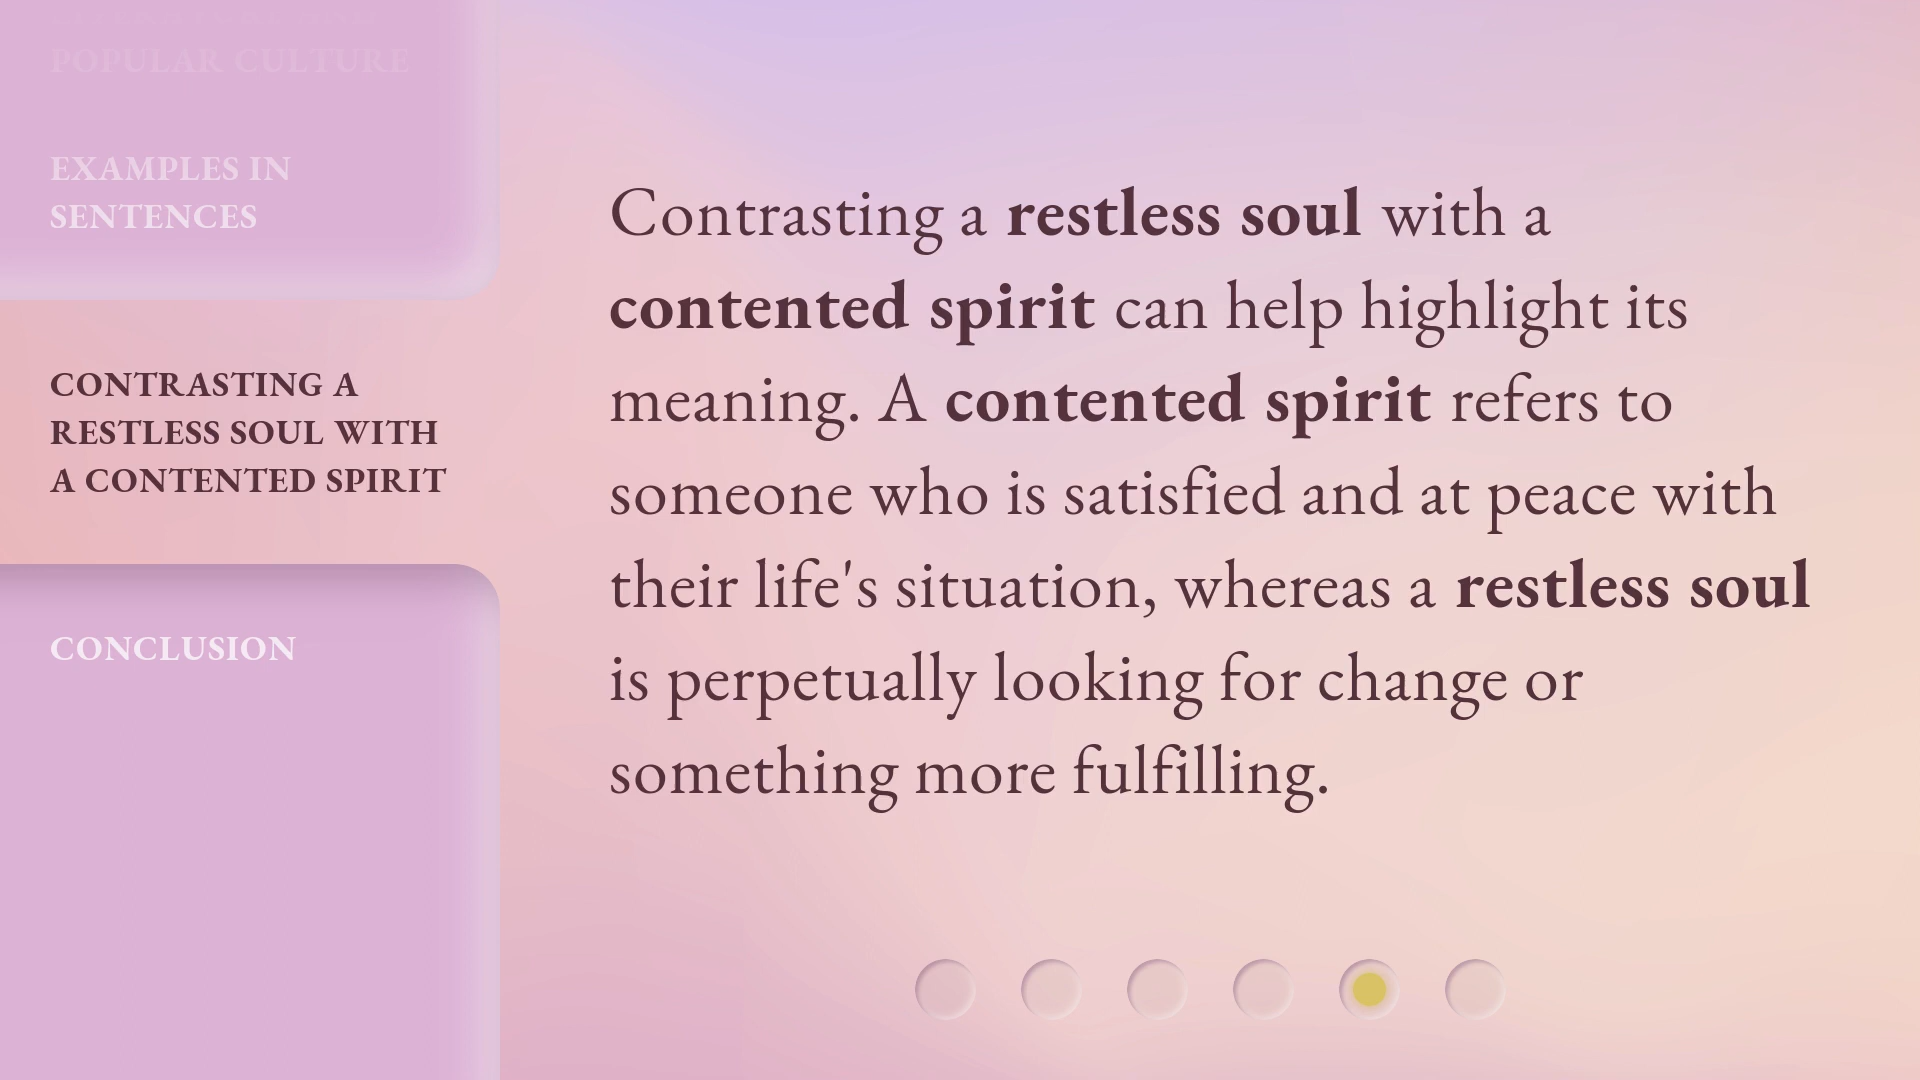 POPULAR CULTURE
EXAMPLES IN
SENTENCES
CONTRASTING A
RESTLESS SOUL WITH
A CONTENTED SPIRIT
CONCLUSION
Contrasting a restless soul with a
contented spirit can help highlight its
meaning. A contented spirit refers to
someone who is satisfied and at peace with
their life's situation, whereas a restless soul
is perpetually looking for change or
something more fulfilling.